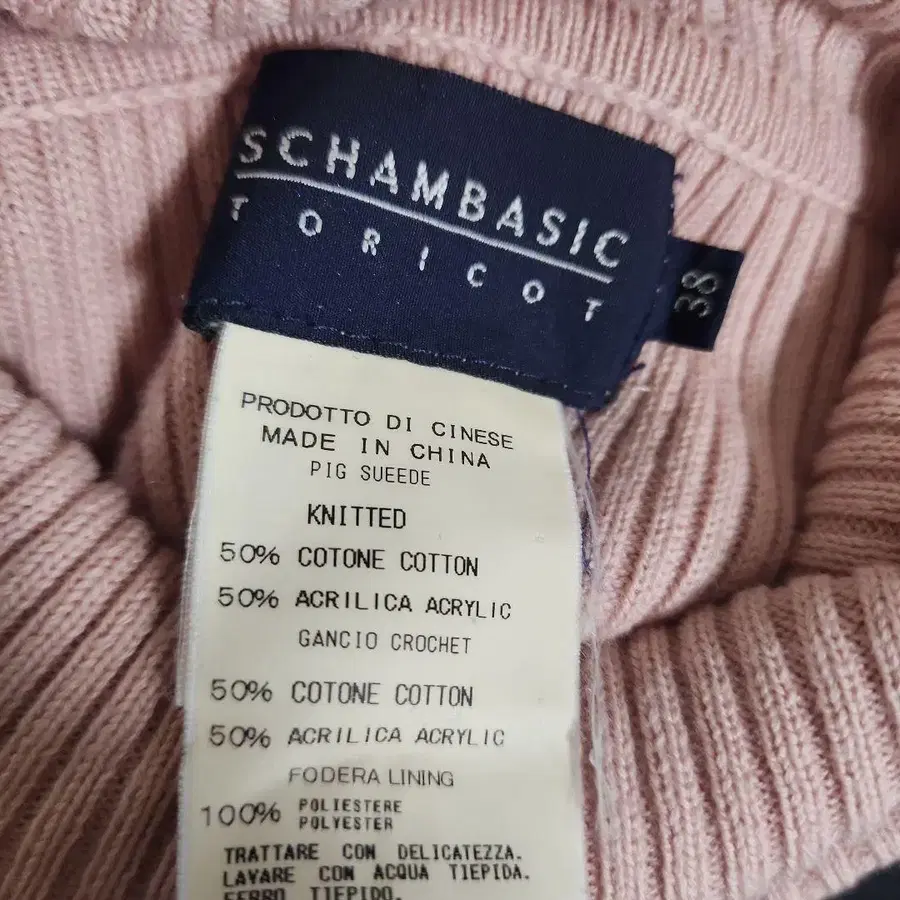 SCHAMBASIC
TORICOT
38
PRODOTTO DI CINESE
MADE IN CHINA
PIG SUEEDE
KNITTED
50% COTONE COTTON
50% ACRILICA ACRYLIC
GANCIO CROCHET
50% COTONE COTTON
50% ACRILICA ACRYLIC
FODERA LINING
100% POLIESTERE
POLYESTER
TRATTARE CON DELICATEZZA.
LAVARE CON ACQUA TIEPIDA.
FERRO TIEPIDO.